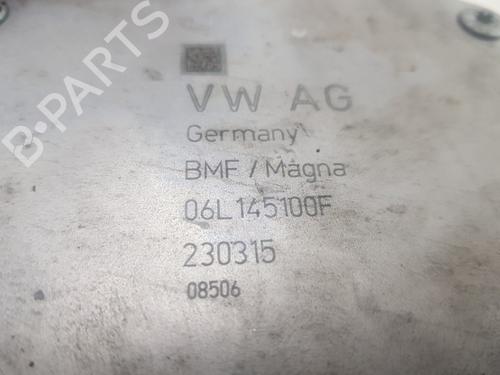 VW AG
Germany
BMF / Magna
06L145100F
230315
08506
B-PARTS